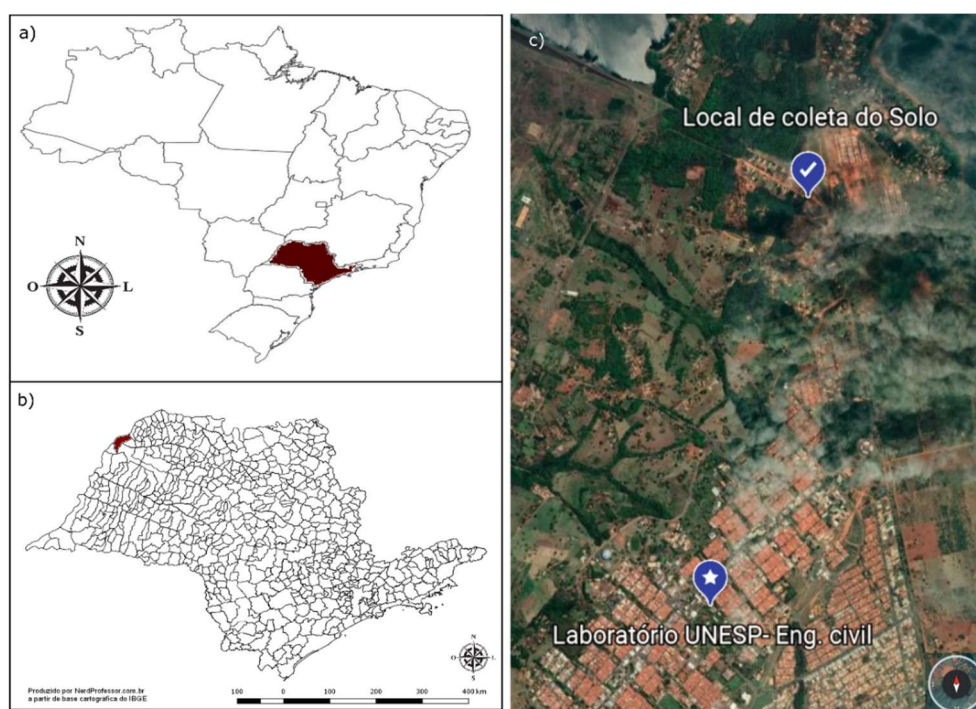 a)
N
O
L
S
b)
N
O
L
S
Produzido por NerdProfessor.com.br
a partir de base cartográfica do IBGE
100 0 100 200 300 400 km
c)
Local de coleta do Solo
Laboratório UNESP- Eng. civil